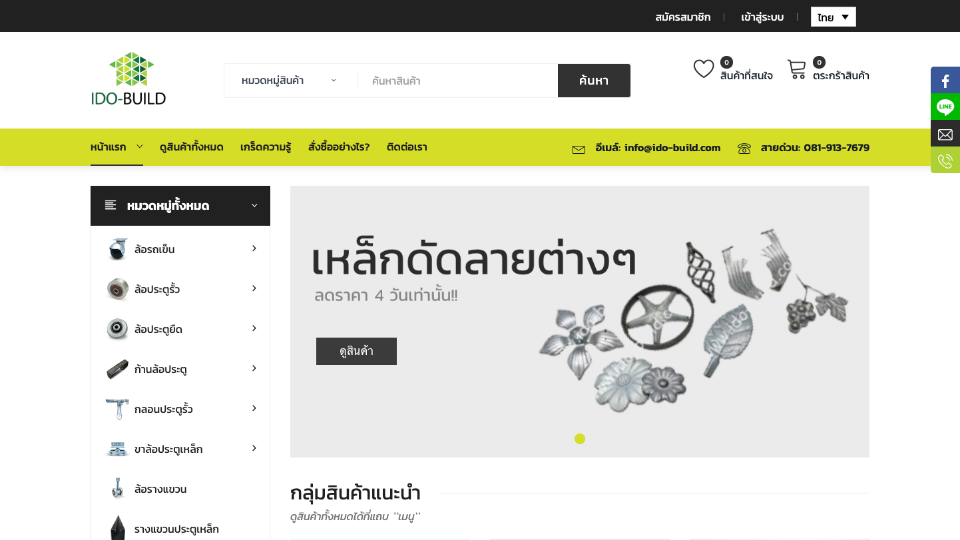 สมัครสมาชิก
เข้าสู่ระบบ
ไทย
IDO-BUILD
หมวดหมู่สินค้า
ค้นหาสินค้า
ค้นหา
0
สินค้าที่สนใจ
0
ตระกร้าสินค้า
LINE
หน้าแรก
ดูสินค้าทั้งหมด
เกร็ดความรู้
สั่งซื้ออย่างไร?
ติดต่อเรา
อีเมล์: info@ido-build.com
สายด่วน: 081-913-7679
หมวดหมู่ทั้งหมด
ล้อรถเข็น
ล้อประตูรั้ว
ล้อประตูยืด
ก้านล้อประตู
กลอนประตูรั้ว
ขาล้อประตูเหล็ก
ล้อรางแขวน
รางแขวนประตูเหล็ก
เหล็กดัดลายต่างๆ
ลดราคา 4 วันเท่านั้น!!
ดูสินค้า
กลุ่มสินค้าแนะนำ
ดูสินค้าทั้งหมดได้ที่แถบ ``เมนู``